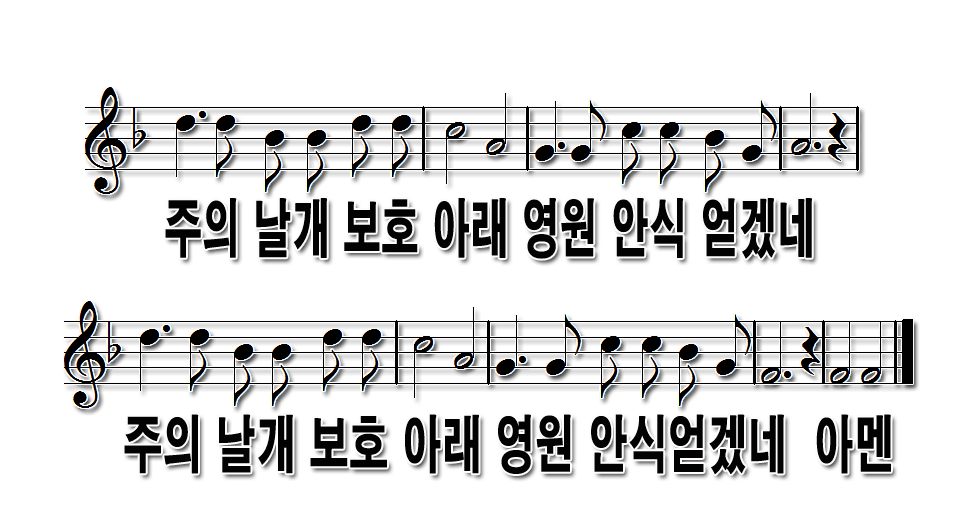 주의 날개 보호 아래 영원 안식 얻겠네
주의 날개 보호 아래 영원 안식얻겠네 아멘